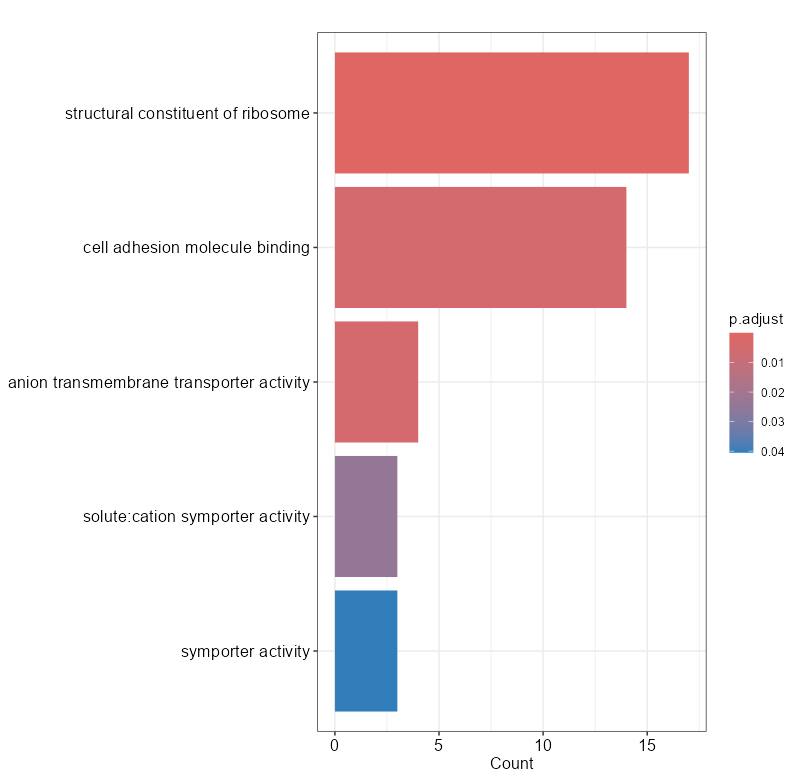 structural constituent of ribosome
cell adhesion molecule binding
anion transmembrane transporter activity
solute:cation symporter activity
symporter activity
0 5 10 15
Count
p.adjust
0.01
0.02
0.03
0.04